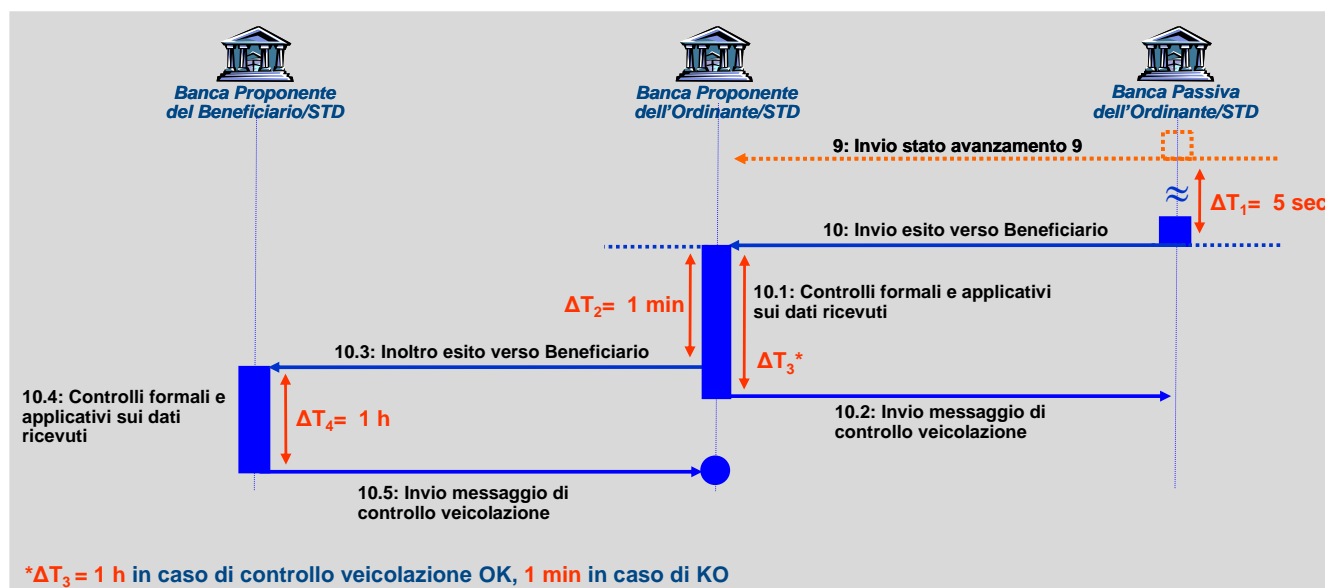 Banca Proponente
del Beneficiario/STD
Banca Proponente
dell'Ordinante/STD
Banca Passiva
dell'Ordinante/STD
9: Invio stato avanzamento 9
≈
ΔT1= 5 sec
10: Invio esito verso Beneficiario
10.1: Controlli formali e applicativi
sui dati ricevuti
ΔT2= 1 min
ΔT3*
10.3: Inoltro esito verso Beneficiario
10.4: Controlli formali e
applicativi sui dati
ricevuti
ΔT4= 1 h
10.2: Invio messaggio di
controllo veicolazione
10.5: Invio messaggio di
controllo veicolazione
*ΔT3 = 1 h in caso di controllo veicolazione OK, 1 min in caso di KO